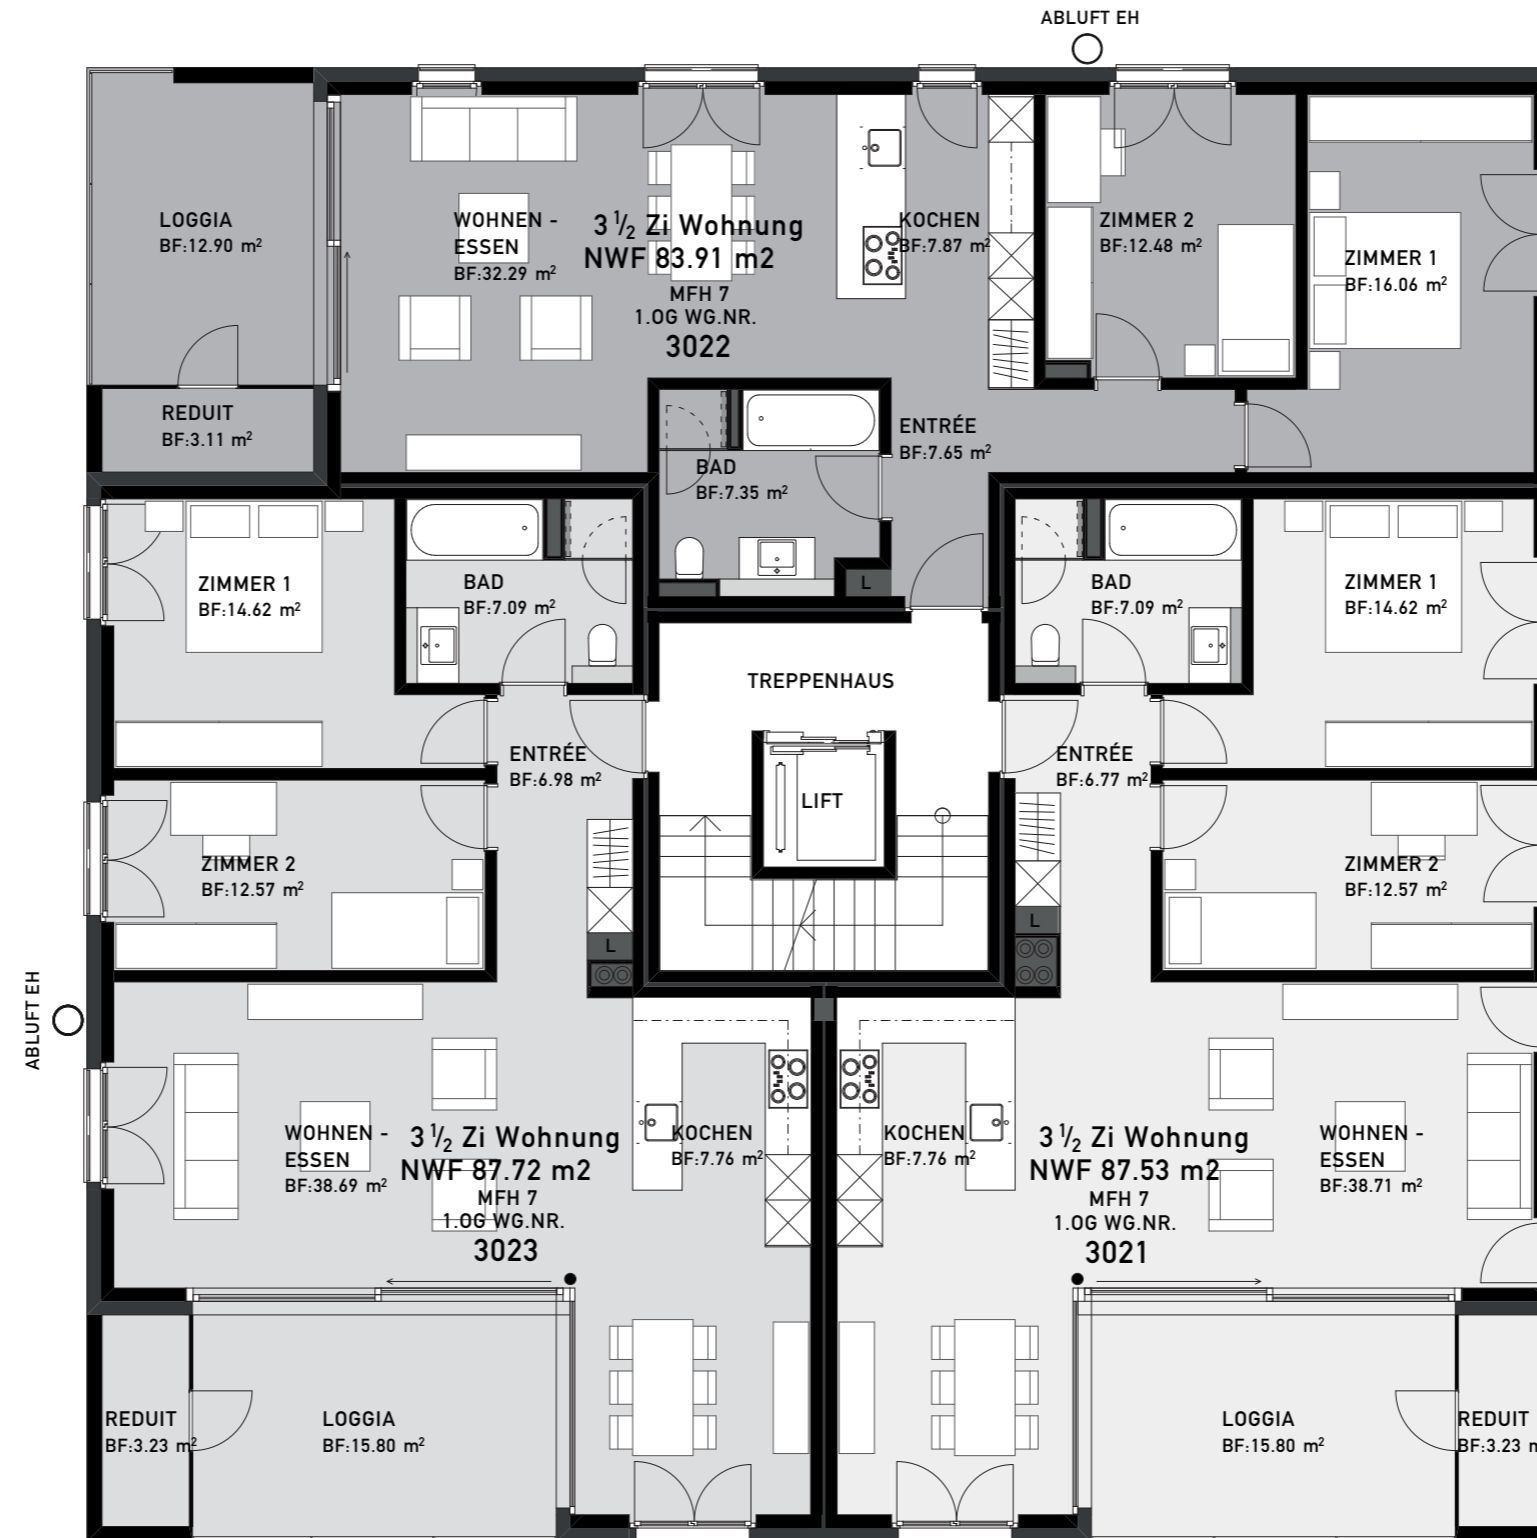 ABLUFT EH
LOGGIA
BF:12.90 m²
WOHNEN -
ESSEN
BF:32.29 m²
3 ½ Zi Wohnung
NWF 83.91 m2
MFH 7
1.OG WG.NR.
3022
KOCHEN
BF:7.87 m²
ZIMMER 2
BF:12.48 m²
ZIMMER 1
BF:16.06 m²
REDUIT
BF:3.11 m²
BAD
BF:7.35 m²
ENTRÉE
BF:7.65 m²
L
ZIMMER 1
BF:14.62 m²
BAD
BF:7.09 m²
BAD
BF:7.09 m²
ZIMMER 1
BF:14.62 m²
TREPPENHAUS
LIFT
ENTRÉE
BF:6.98 m²
ENTRÉE
BF:6.77 m²
ZIMMER 2
BF:12.57 m²
L
L
ZIMMER 2
BF:12.57 m²
ABLUFT EH
WOHNEN -
ESSEN
BF:38.69 m²
3 ½ Zi Wohnung
NWF 87.72 m2
MFH 7
1.OG WG.NR.
3023
KOCHEN
BF:7.76 m²
KOCHEN
BF:7.76 m²
3 ½ Zi Wohnung
NWF 87.53 m2
MFH 7
1.OG WG.NR.
3021
WOHNEN -
ESSEN
BF:38.71 m²
REDUIT
BF:3.23 m²
LOGGIA
BF:15.80 m²
LOGGIA
BF:15.80 m²
REDUIT
BF:3.23 m